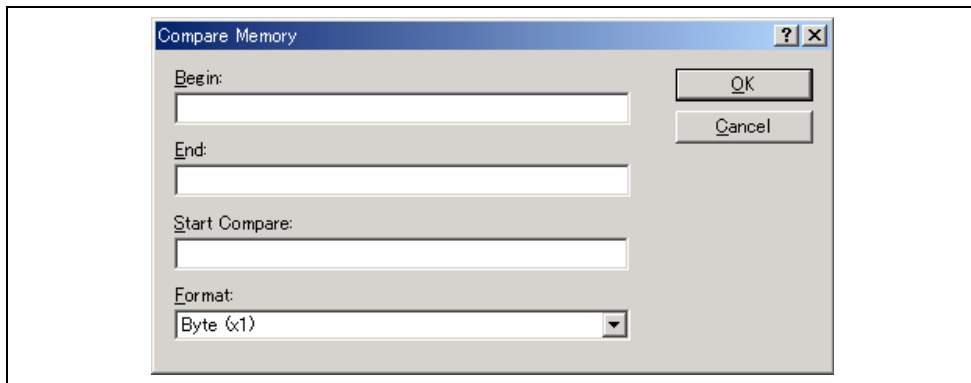 Compare Memory
?
Begin:
OK
Cancel
End:
Start Compare:
Format:
Byte (x1)